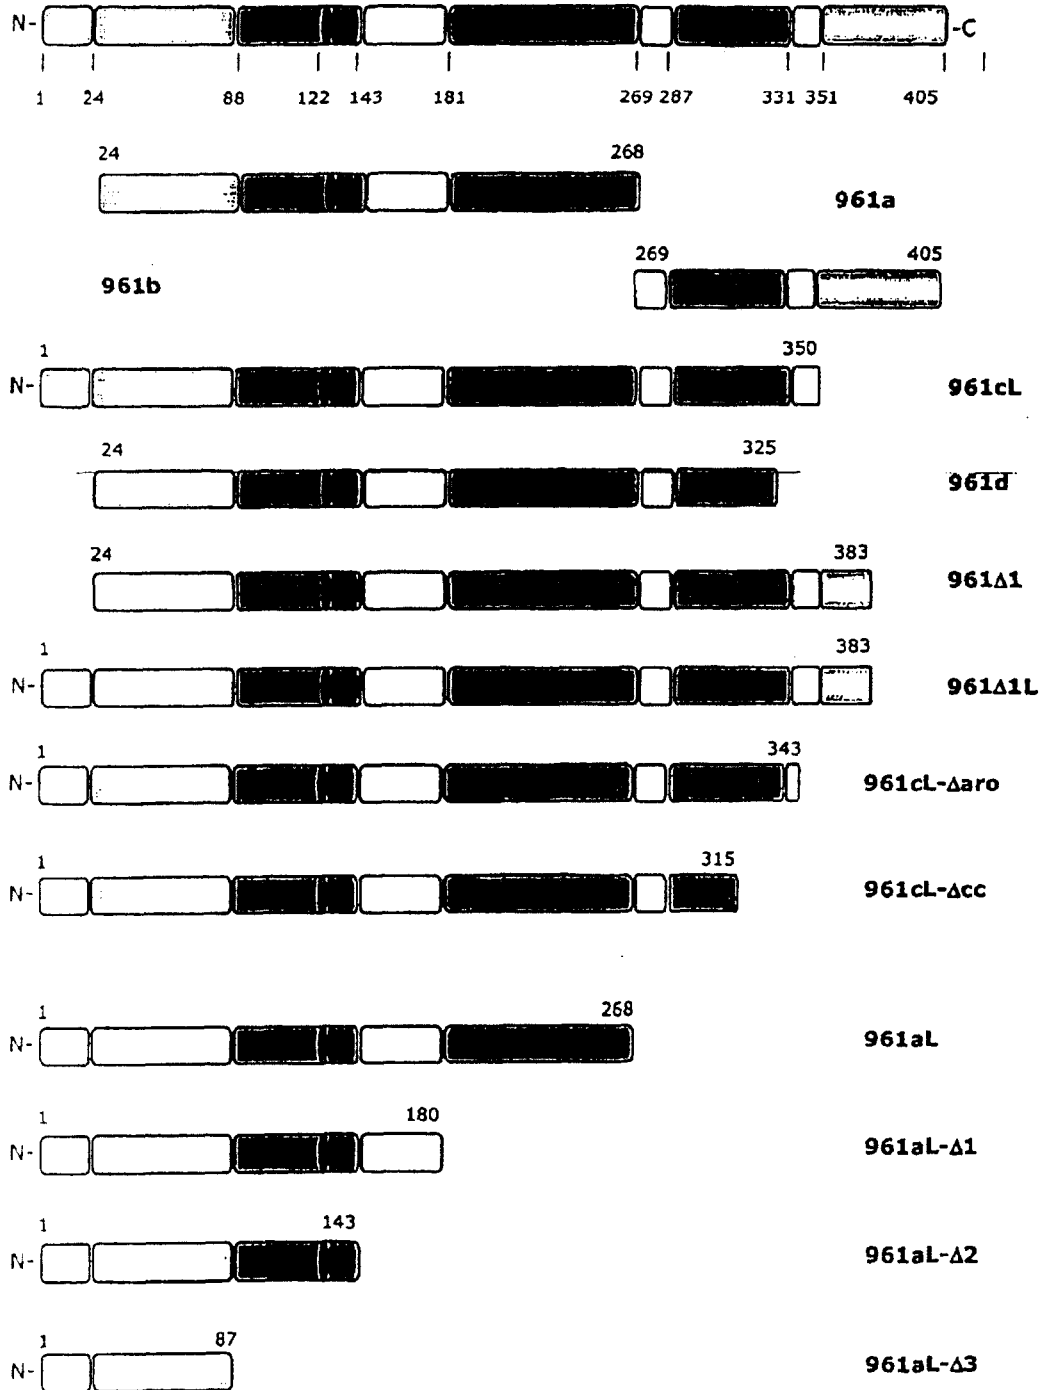 N- -C
1 24 88 122 143 181 269 287 331 351 405
24 268
961a
269 405
961b
1 350
N- 961cL
24 325
961d
24 383
961Δ1
1 383
N- 961Δ1L
1 343
N- 961cL-Δaro
1 315
N- 961cL-Δcc
1 268
N- 961aL
1 180
N- 961aL-Δ1
1 143
N- 961aL-Δ2
1 87
N- 961aL-Δ3